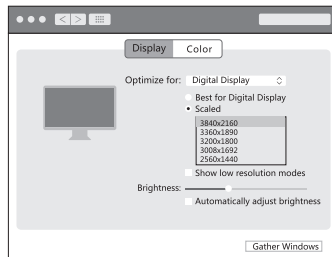 Display Color
Optimize for: Digital Display
Best for Digital Display
Scaled
3840x2160
3360x1890
3200x1800
3008x1692
2560x1440
Show low resolution modes
Brightness:
Automatically adjust brightness
Gather Windows